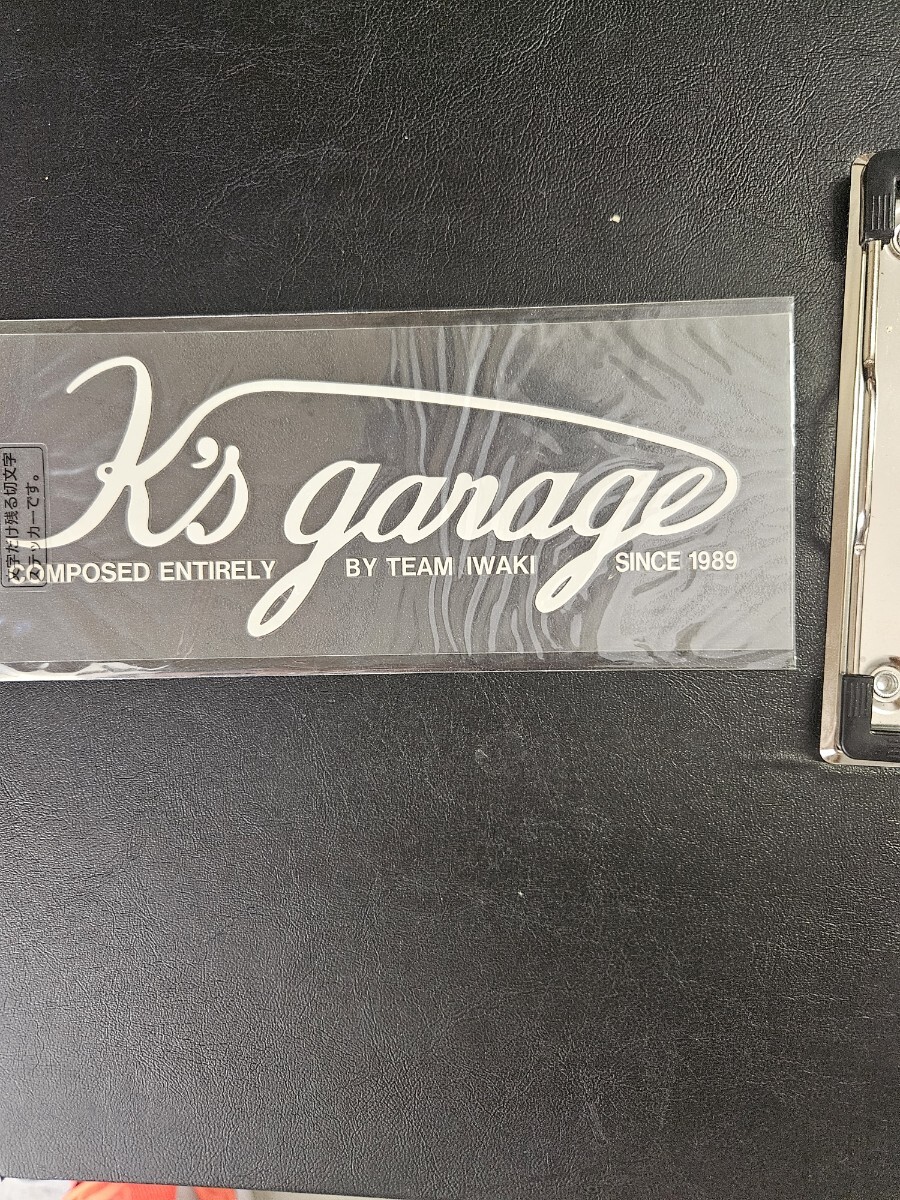 K's garage
COMPOSED ENTIRELY BY TEAM IWAKI SINCE 1989
文字だけ残る切文字
ステッカーです。